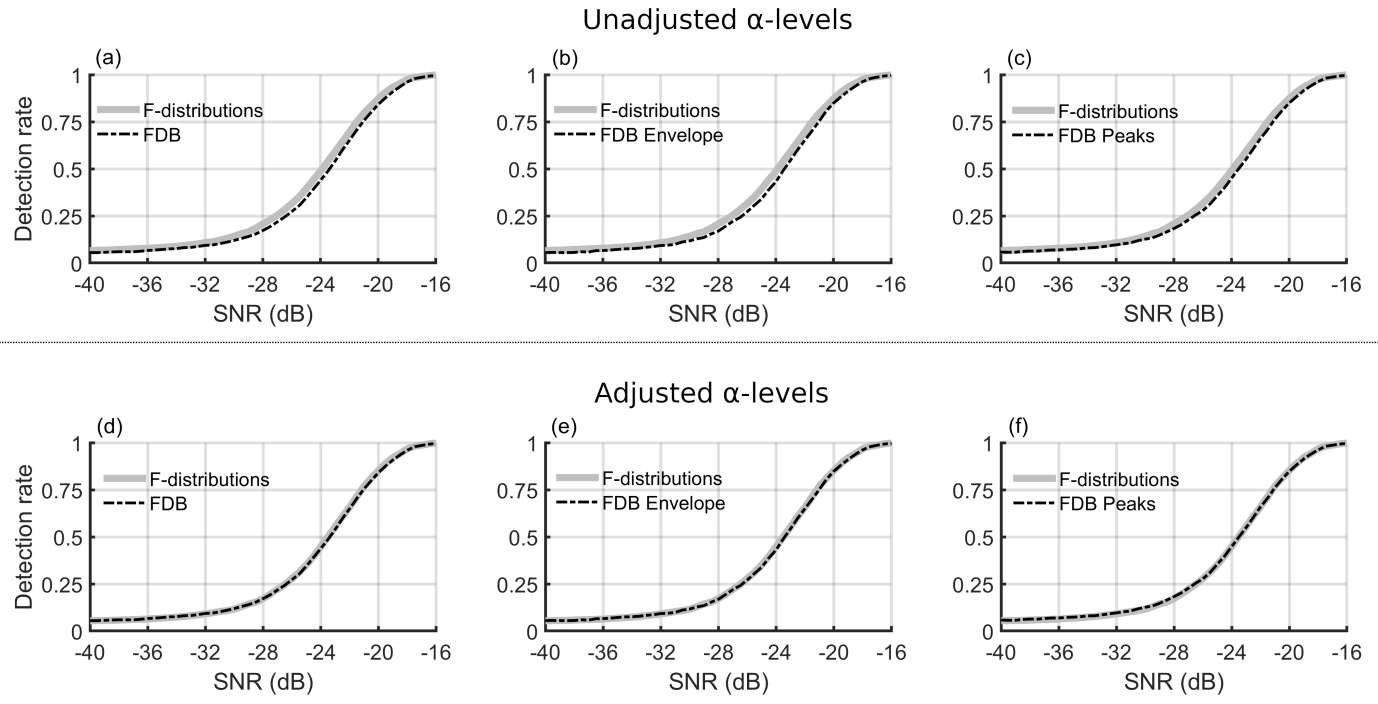 Unadjusted α-levels
(a) (b) (c)
1 1 1
F-distributions F-distributions F-distributions
0.75 0.75 0.75
FDB FDB Envelope FDB Peaks
0.5 0.5 0.5
Detection rate
0.25 0.25 0.25
0 0 0
-40 -36 -32 -28 -24 -20 -16 -40 -36 -32 -28 -24 -20 -16 -40 -36 -32 -28 -24 -20 -16
SNR (dB) SNR (dB) SNR (dB)
Adjusted α-levels
(d) (e) (f)
1 1 1
F-distributions F-distributions F-distributions
0.75 0.75 0.75
FDB FDB Envelope FDB Peaks
0.5 0.5 0.5
Detection rate
0.25 0.25 0.25
0 0 0
-40 -36 -32 -28 -24 -20 -16 -40 -36 -32 -28 -24 -20 -16 -40 -36 -32 -28 -24 -20 -16
SNR (dB) SNR (dB) SNR (dB)